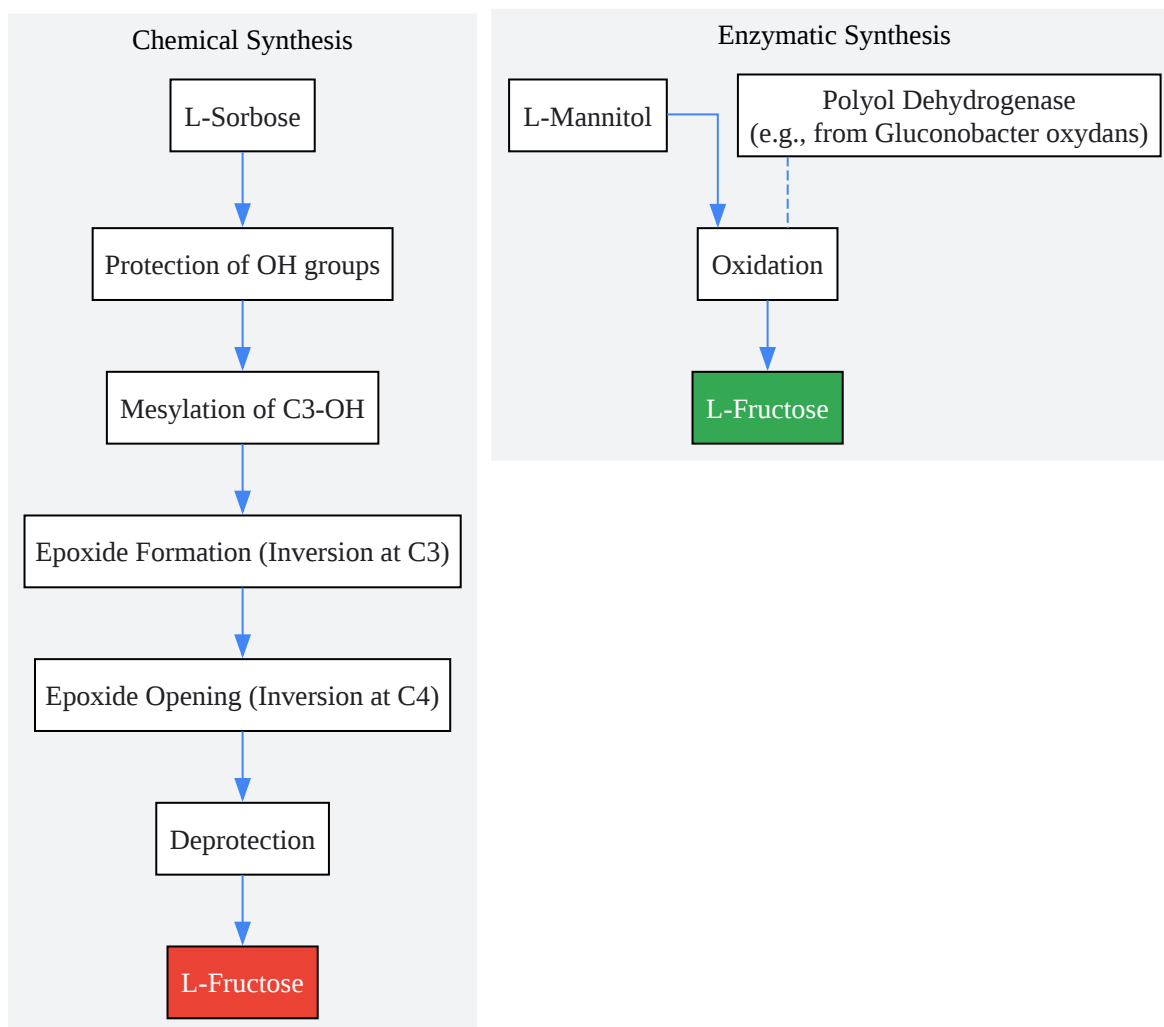 Chemical Synthesis
L-Sorbose
Protection of OH groups
Mesylation of C3-OH
Epoxide Formation (Inversion at C3)
Epoxide Opening (Inversion at C4)
Deprotection
L-Fructose
Enzymatic Synthesis
L-Mannitol
Polyol Dehydrogenase
(e.g., from Gluconobacter oxydans)
Oxidation
L-Fructose